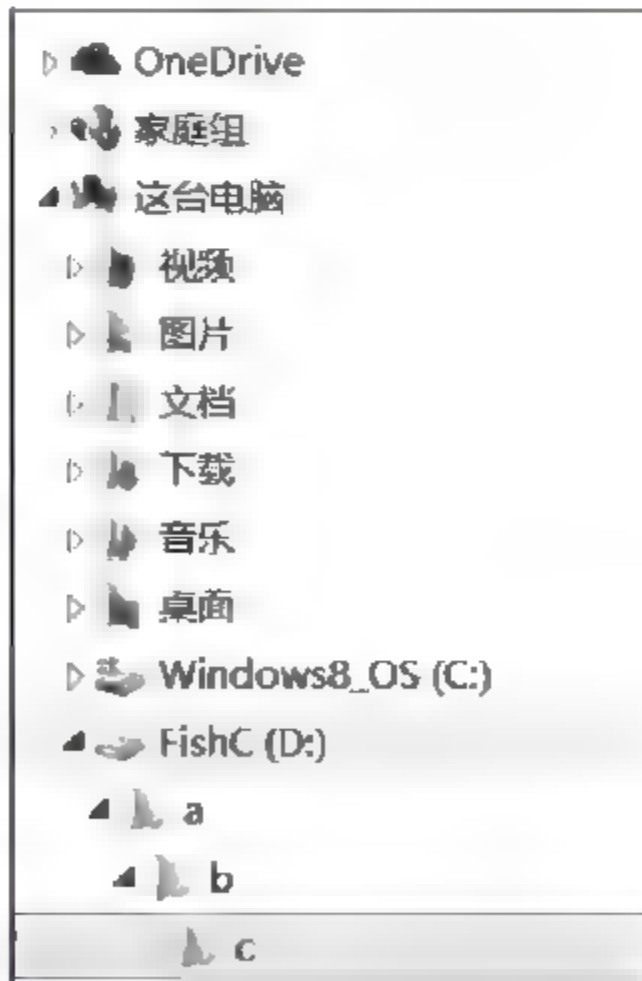 OneDrive
家庭组
这台电脑
视频
图片
文档
下载
音乐
桌面
Windows8_OS (C:)
FishC (D:)
a
b
c